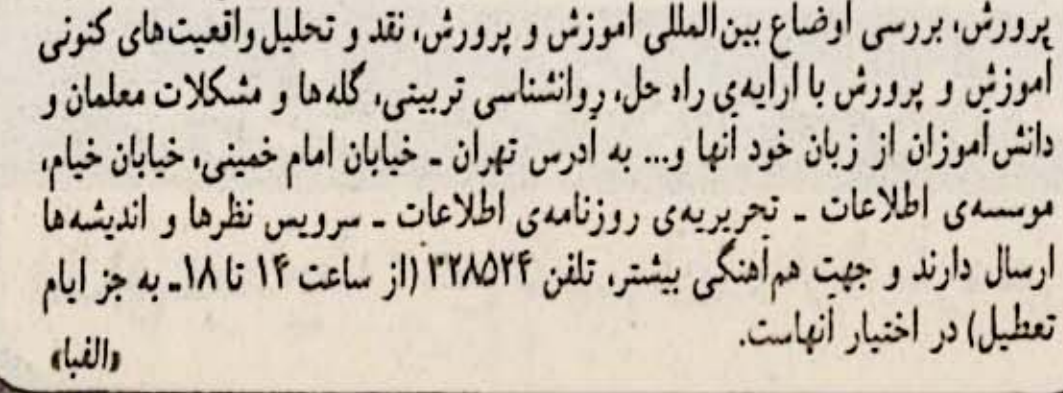 پرورش، بررسی اوضاع بین‌المللی آموزش و پرورش، نقد و تحلیل واقعیت‌های کنونی
آموزش و پرورش با ارایه‌ی راه حل، روانشناسی تربیتی، گله‌ها و مشکلات معلمان و
دانش‌آموزان از زبان خود آنها و... به آدرس تهران ـ خیابان امام خمینی، خیابان خیام،
موسسه‌ی اطلاعات ـ تحریریه‌ی روزنامه‌ی اطلاعات ـ سرویس نظرها و اندیشه‌ها
ارسال دارند و جهت هم‌آهنگی بیشتر، تلفن ۳۲۸۵۲۴ (از ساعت ۱۴ تا ۱۸ـ به جز ایام
تعطیل) در اختیار آنهاست.
«الفبا»